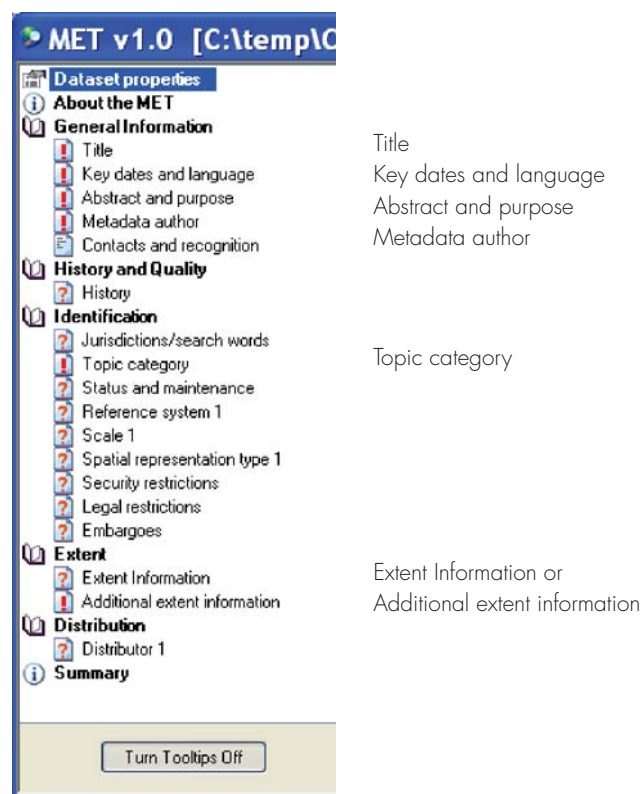 MET v1.0 [C:\temp\C
Dataset properties
About the MET
General Information
Title
Key dates and language
Abstract and purpose
Metadata author
Contacts and recognition
History and Quality
History
Identification
Jurisdictions/search words
Topic category
Status and maintenance
Reference system 1
Scale 1
Spatial representation type 1
Security restrictions
Legal restrictions
Embargoes
Extent
Extent Information
Additional extent information
Distribution
Distributor 1
Summary
Turn Tooltips Off
Title
Key dates and language
Abstract and purpose
Metadata author
Topic category
Extent Information or
Additional extent information